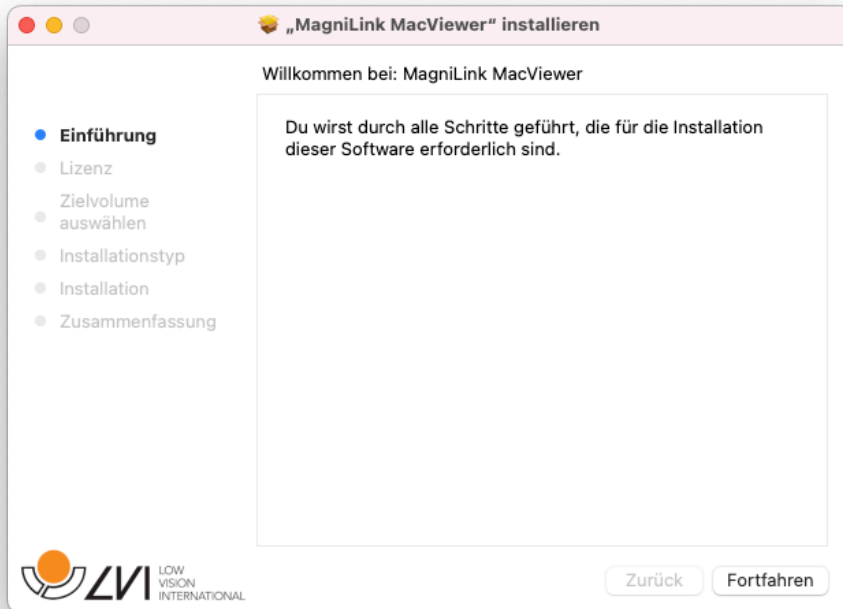 „MagniLink MacViewer“ installieren
Willkommen bei: MagniLink MacViewer
Einführung
Lizenz
Zielvolume
auswählen
Installationstyp
Installation
Zusammenfassung
Du wirst durch alle Schritte geführt, die für die Installation
dieser Software erforderlich sind.
LVI
LOW
VISION
INTERNATIONAL
Zurück
Fortfahren